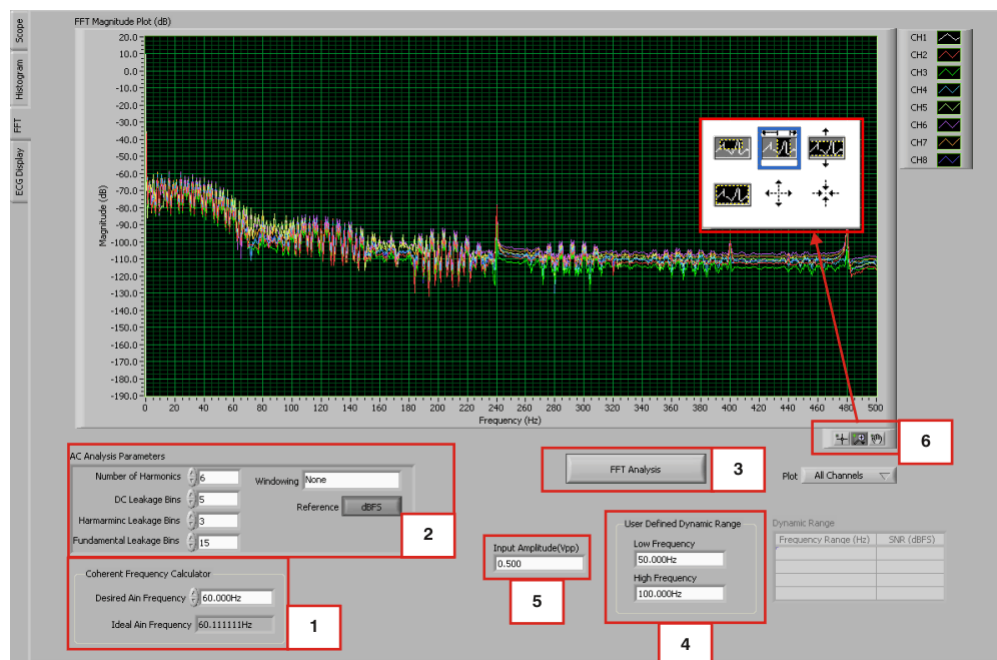 FFT Magnitude Plot (dB)
Scope
Histogram
FFT
ECG Display
Magnitude (dB)
20.0
10.0
0.0
-10.0
-20.0
-30.0
-40.0
-50.0
-60.0
-70.0
-80.0
-90.0
-100.0
-110.0
-120.0
-130.0
-140.0
-150.0
-160.0
-170.0
-180.0
-190.0
0 20 40 60 80 100 120 140 160 180 200 220 240 260 280 300 320 340 360 380 400 420 440 460 480 500
Frequency (Hz)
CH1
CH2
CH3
CH4
CH5
CH6
CH7
CH8
6
AC Analysis Parameters
Number of Harmonics 6
DC Leakage Bins 5
Harmarminc Leakage Bins 3
Fundamental Leakage Bins 15
Windowing None
Reference dBFS
2
FFT Analysis
3
Plot All Channels
Coherent Frequency Calculator
Desired Ain Frequency 60.000Hz
Ideal Ain Frequency 60.111111Hz
1
Input Amplitude(Vpp)
0.500
5
User Defined Dynamic Range
Low Frequency
50.000Hz
High Frequency
100.000Hz
4
Dynamic Range
Frequency Range (Hz) SNR (dBFS)